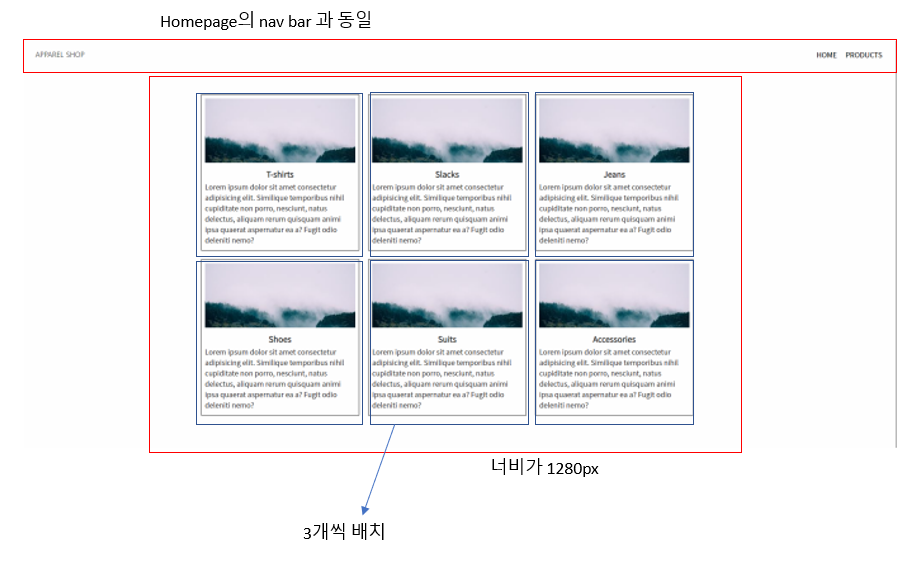 Homepage의 nav bar 과 동일
APPAREL SHOP
HOME PRODUCTS
T-shirts
Lorem ipsum dolor sit amet consectetur
adipisicing elit. Similique temporibus nihil
cupiditate non porro, nesciunt, natus
delectus, aliquam rerum quisquam animi
ipsa quaerat aspernatur ea a? Fugit odio
deleniti nemo?
Slacks
Lorem ipsum dolor sit amet consectetur
adipisicing elit. Similique temporibus nihil
cupiditate non porro, nesciunt, natus
delectus, aliquam rerum quisquam animi
ipsa quaerat aspernatur ea a? Fugit odio
deleniti nemo?
Jeans
Lorem ipsum dolor sit amet consectetur
adipisicing elit. Similique temporibus nihil
cupiditate non porro, nesciunt, natus
delectus, aliquam rerum quisquam animi
ipsa quaerat aspernatur ea a? Fugit odio
deleniti nemo?
Shoes
Lorem ipsum dolor sit amet consectetur
adipisicing elit. Similique temporibus nihil
cupiditate non porro, nesciunt, natus
delectus, aliquam rerum quisquam animi
ipsa quaerat aspernatur ea a? Fugit odio
deleniti nemo?
Suits
Lorem ipsum dolor sit amet consectetur
adipisicing elit. Similique temporibus nihil
cupiditate non porro, nesciunt, natus
delectus, aliquam rerum quisquam animi
ipsa quaerat aspernatur ea a? Fugit odio
deleniti nemo?
Accessories
Lorem ipsum dolor sit amet consectetur
adipisicing elit. Similique temporibus nihil
cupiditate non porro, nesciunt, natus
delectus, aliquam rerum quisquam animi
ipsa quaerat aspernatur ea a? Fugit odio
deleniti nemo?
너비가 1280px
3개씩 배치